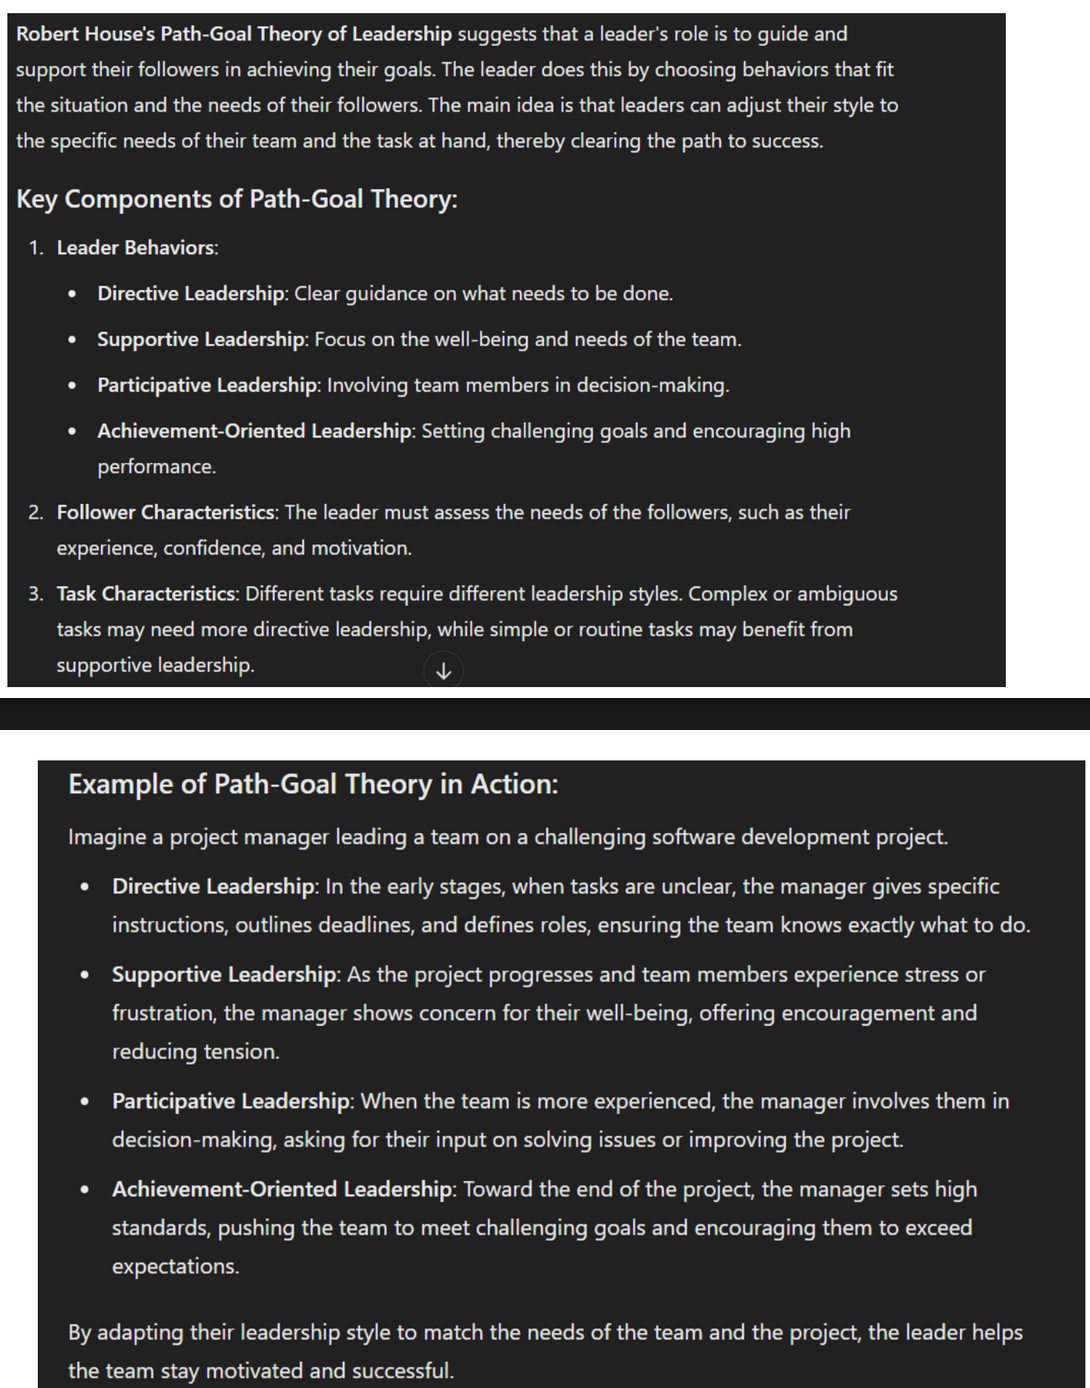 Robert House's Path-Goal Theory of Leadership suggests that a leader's role is to guide and
support their followers in achieving their goals. The leader does this by choosing behaviors that fit
the situation and the needs of their followers. The main idea is that leaders can adjust their style to
the specific needs of their team and the task at hand, thereby clearing the path to success.
Key Components of Path-Goal Theory:
1. Leader Behaviors:
• Directive Leadership: Clear guidance on what needs to be done.
• Supportive Leadership: Focus on the well-being and needs of the team.
• Participative Leadership: Involving team members in decision-making.
• Achievement-Oriented Leadership: Setting challenging goals and encouraging high
performance.
2. Follower Characteristics: The leader must assess the needs of the followers, such as their
experience, confidence, and motivation.
3. Task Characteristics: Different tasks require different leadership styles. Complex or ambiguous
tasks may need more directive leadership, while simple or routine tasks may benefit from
supportive leadership.
Example of Path-Goal Theory in Action:
Imagine a project manager leading a team on a challenging software development project.
• Directive Leadership: In the early stages, when tasks are unclear, the manager gives specific
instructions, outlines deadlines, and defines roles, ensuring the team knows exactly what to do.
• Supportive Leadership: As the project progresses and team members experience stress or
frustration, the manager shows concern for their well-being, offering encouragement and
reducing tension.
• Participative Leadership: When the team is more experienced, the manager involves them in
decision-making, asking for their input on solving issues or improving the project.
• Achievement-Oriented Leadership: Toward the end of the project, the manager sets high
standards, pushing the team to meet challenging goals and encouraging them to exceed
expectations.
By adapting their leadership style to match the needs of the team and the project, the leader helps
the team stay motivated and successful.